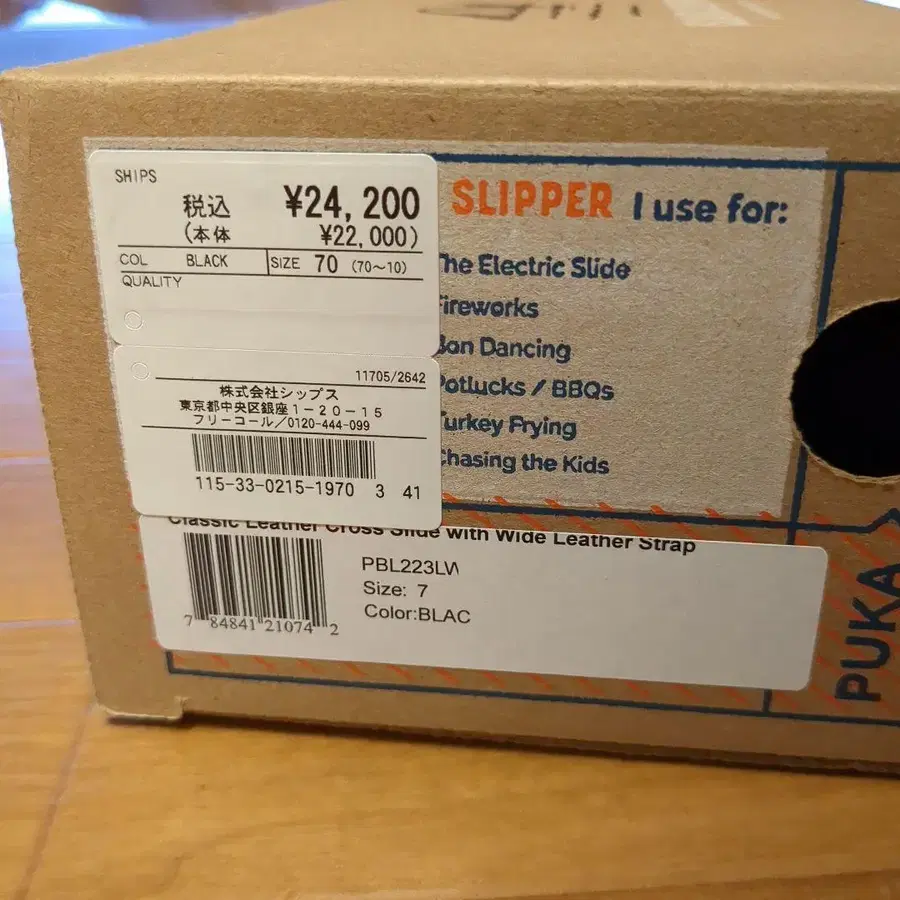 SHIPS
税込 ¥24,200
(本体 ¥22,000)
COL BLACK SIZE 70 (70~10)
QUALITY
11705/2642
株式会社シップス
東京都中央区銀座1-20-15
フリーコール/0120-444-099
115-33-0215-1970 3 41
SLIPPER I use for:
The Electric Slide
Fireworks
Bon Dancing
Potlucks / BBQs
Turkey Frying
Chasing the Kids
Classic Leather Cross Slide with Wide Leather Strap
PBL223LW
Size: 7
Color:BLAC
7 84841 21074 2
PUKA